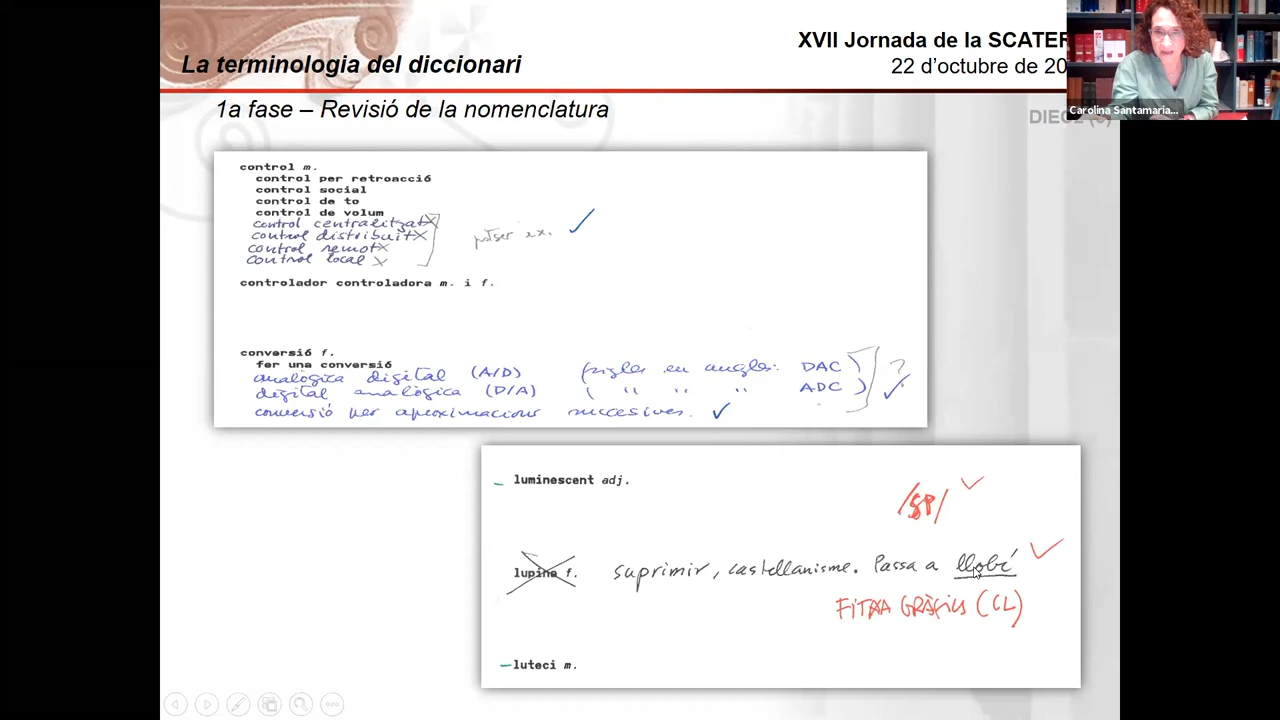 La terminologia del diccionari
XVII Jornada de la SCATER
22 d’octubre de 20
Carolina Santamaria...
1a fase – Revisió de la nomenclatura
control m.
control per retroacció
control social
control de to
control de volum
control centralitzat X
control distribuit X
control remot X
control local X
potser ex. ✓
controlador controladora m. i f.
conversió f.
fer una conversió
analògica digital (A/D) (sigles en angles: DAC)
digital analògica (D/A) ( " " " ADC)
? ✓
conversió per aproximacions successives. ✓
luminescent adj.
lupina f. suprimir, castellanisme. Passa a llobí ✓
FITXA GRÀFICS (CL)
luteci m.